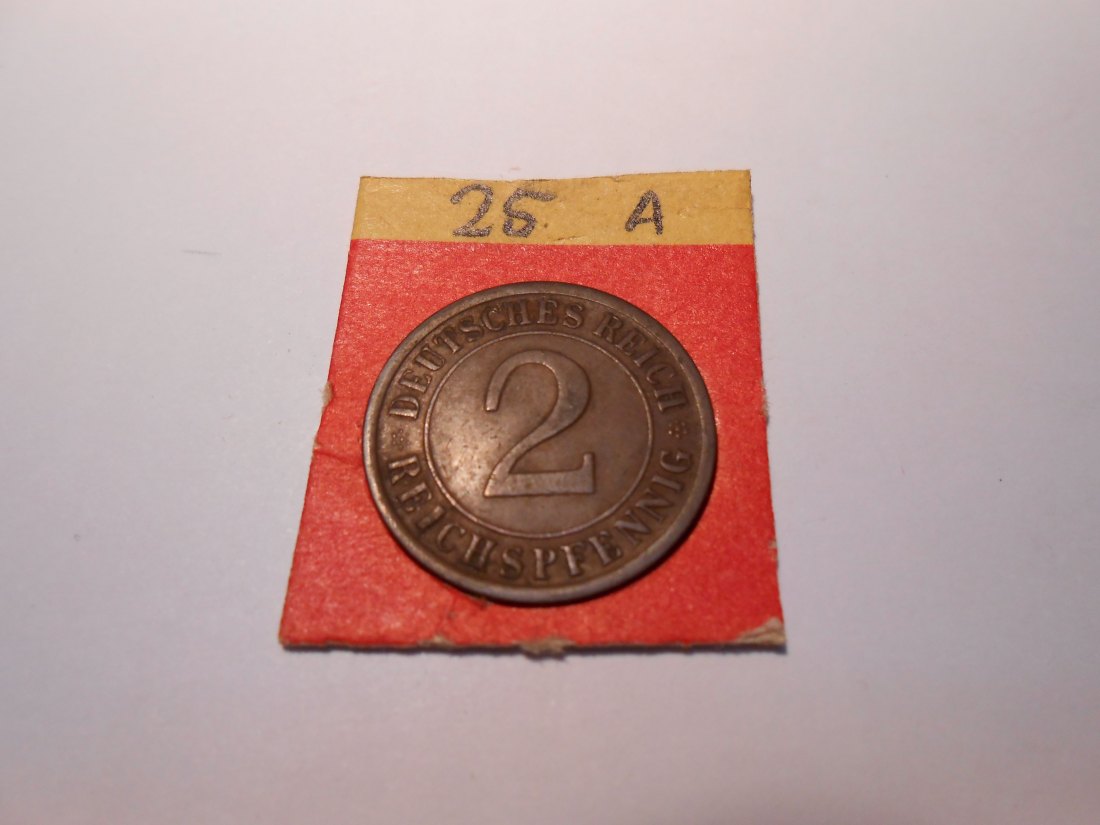 25 A
DEUTSCHES REICH
2
REICHSPFENNIG